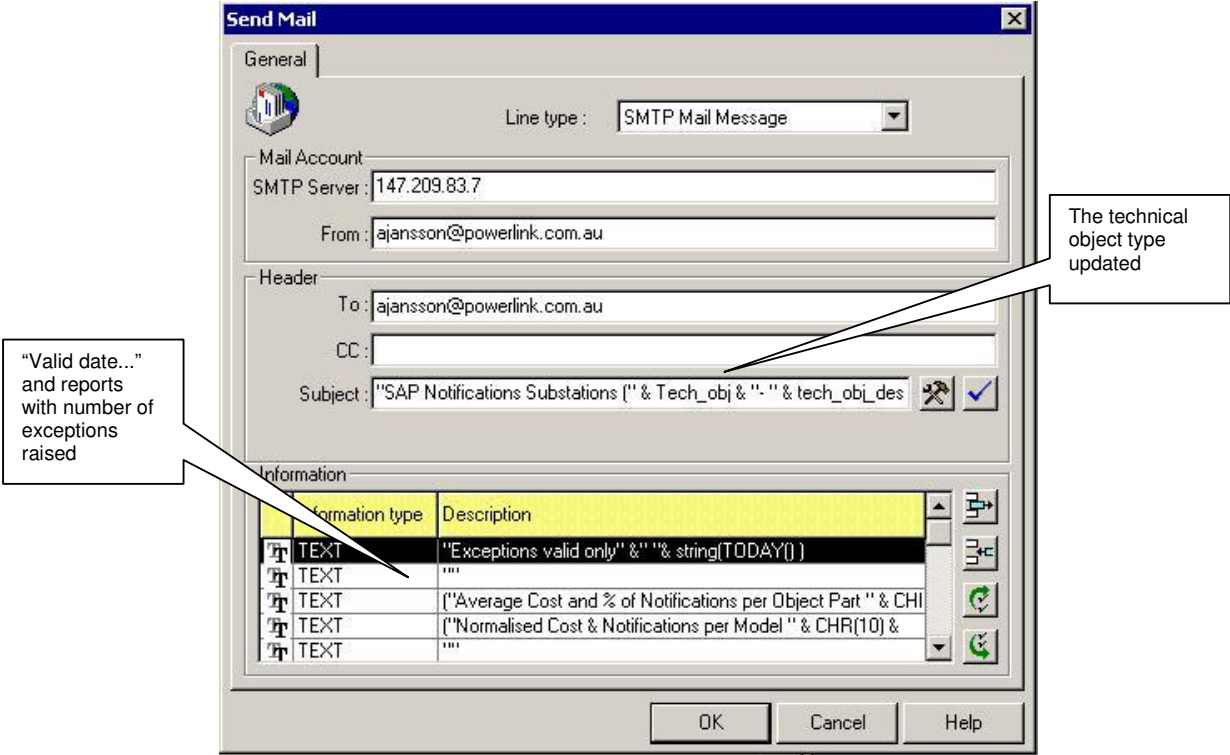 Send Mail
General
Line type : SMTP Mail Message
Mail Account
SMTP Server : 147.209.83.7
From : ajansson@powerlink.com.au
The technical
object type
updated
Header
To : ajansson@powerlink.com.au
CC :
Subject : "SAP Notifications Substations (" & Tech_obj & "- " & tech_obj_des
“Valid date...”
and reports
with number of
exceptions
raised
Information
formation type Description
TEXT "Exceptions valid only" &" "& string(TODAY() )
TEXT ""
TEXT ("Average Cost and % of Notifications per Object Part " & CHI
TEXT ("Normalised Cost & Notifications per Model " & CHR(10) &
TEXT ""
OK Cancel Help